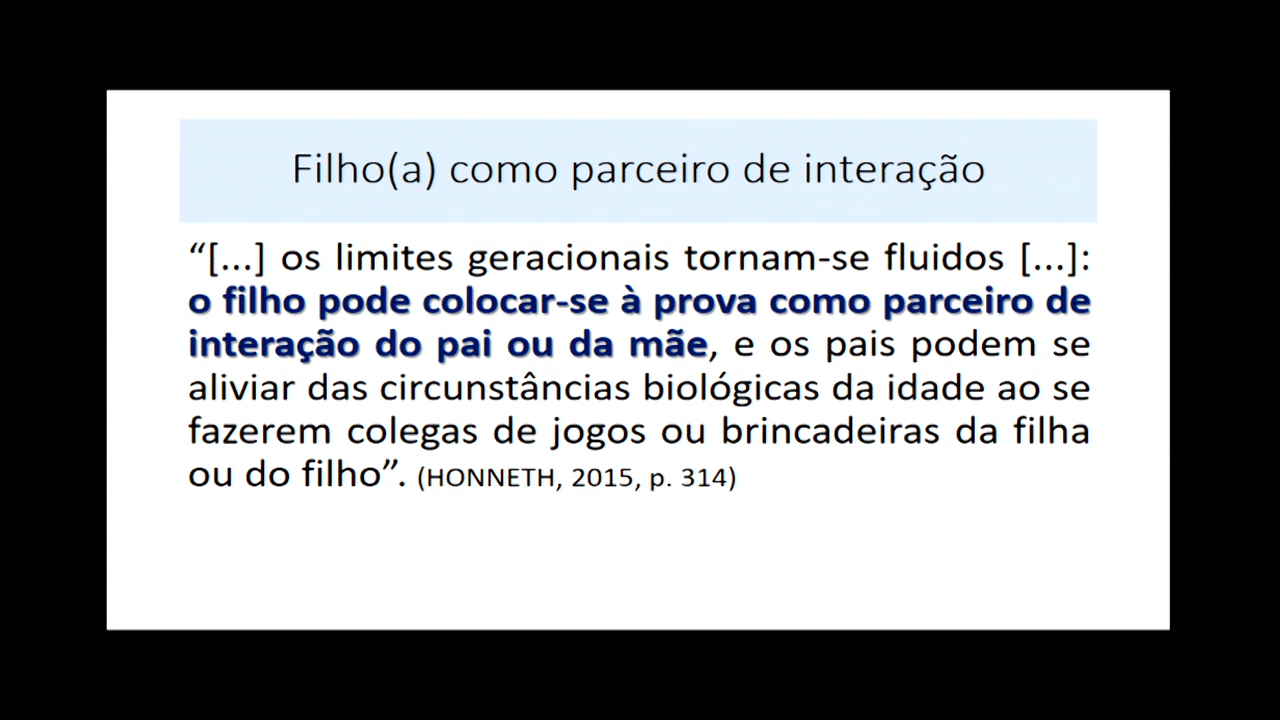 Filho(a) como parceiro de interação
“[...] os limites geracionais tornam-se fluidos [...]:
o filho pode colocar-se à prova como parceiro de
interação do pai ou da mãe, e os pais podem se
aliviar das circunstâncias biológicas da idade ao se
fazerem colegas de jogos ou brincadeiras da filha
ou do filho”. (HONNETH, 2015, p. 314)